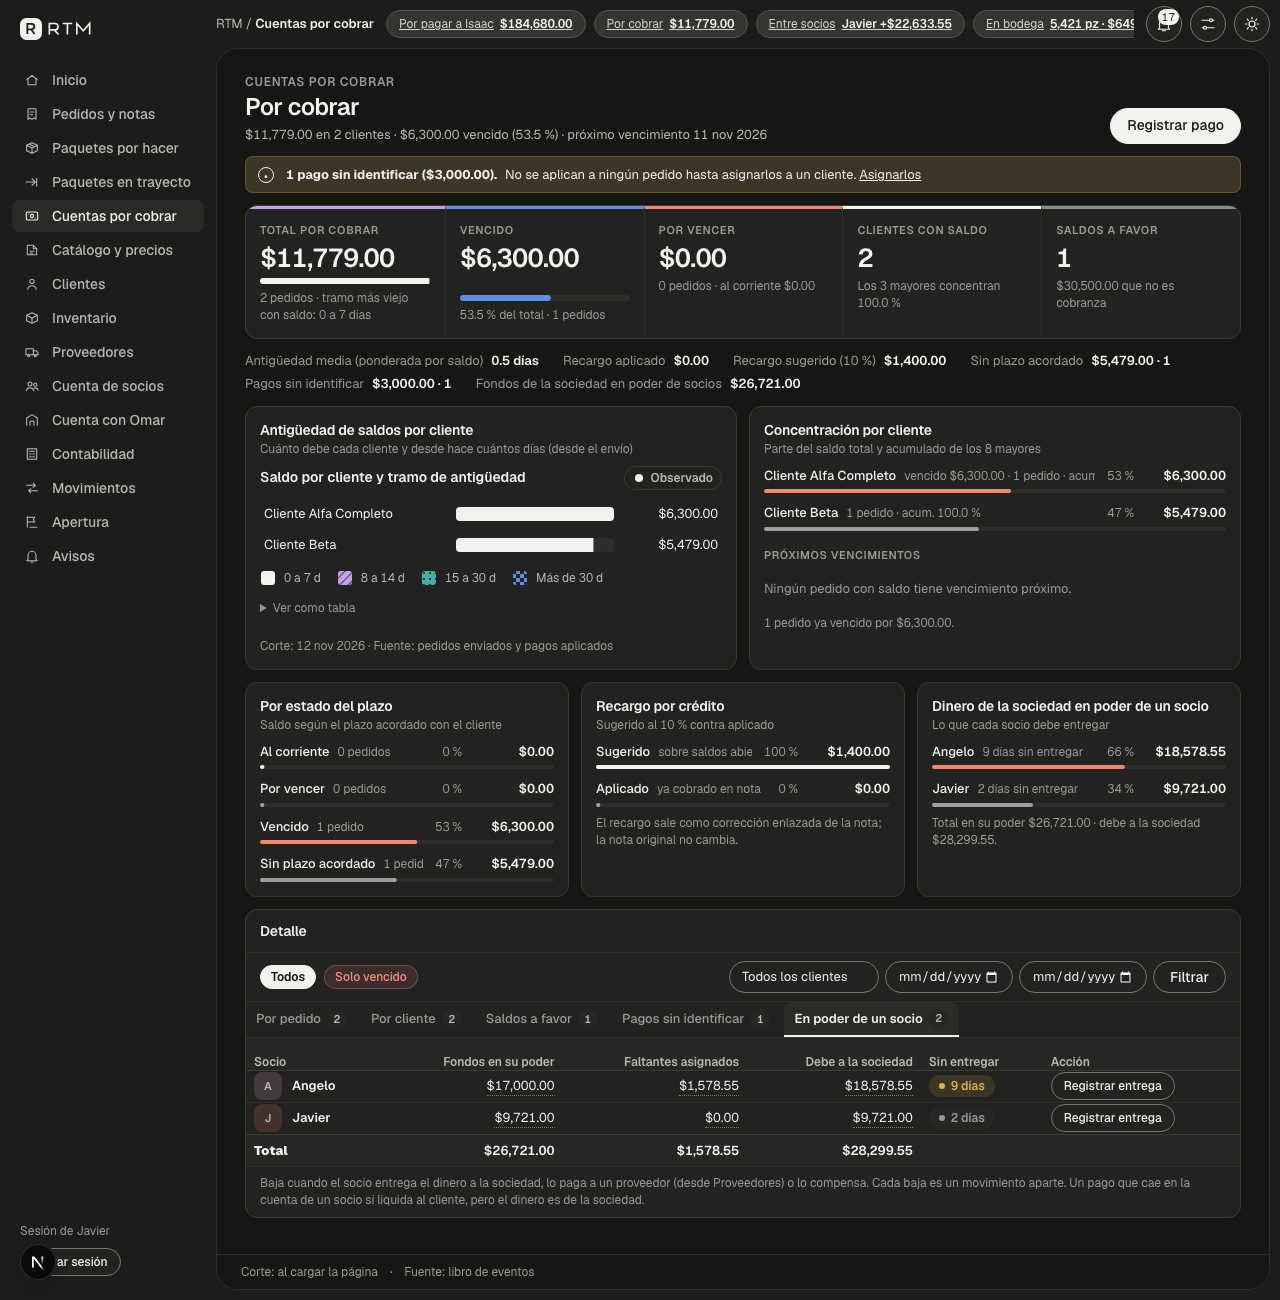 R RTM
RTM / Cuentas por cobrar
Por pagar a Isaac $184,680.00
Por cobrar $11,779.00
Entre socios Javier +$22,633.55
En bodega 5,421 pz · $649
17
Inicio
Pedidos y notas
Paquetes por hacer
Paquetes en trayecto
Cuentas por cobrar
Catálogo y precios
Clientes
Inventario
Proveedores
Cuenta de socios
Cuenta con Omar
Contabilidad
Movimientos
Apertura
Avisos
Sesión de Javier
N ar sesión
CUENTAS POR COBRAR
Por cobrar
$11,779.00 en 2 clientes · $6,300.00 vencido (53.5 %) · próximo vencimiento 11 nov 2026
Registrar pago
1 pago sin identificar ($3,000.00). No se aplican a ningún pedido hasta asignarlos a un cliente. Asignarlos
TOTAL POR COBRAR
$11,779.00
2 pedidos · tramo más viejo
con saldo: 0 a 7 días
VENCIDO
$6,300.00
53.5 % del total · 1 pedidos
POR VENCER
$0.00
0 pedidos · al corriente $0.00
CLIENTES CON SALDO
2
Los 3 mayores concentran
100.0 %
SALDOS A FAVOR
1
$30,500.00 que no es
cobranza
Antigüedad media (ponderada por saldo) 0.5 días Recargo aplicado $0.00 Recargo sugerido (10 %) $1,400.00 Sin plazo acordado $5,479.00 · 1
Pagos sin identificar $3,000.00 · 1 Fondos de la sociedad en poder de socios $26,721.00
Antigüedad de saldos por cliente
Cuánto debe cada cliente y desde hace cuántos días (desde el envío)
Saldo por cliente y tramo de antigüedad
Observado
Cliente Alfa Completo $6,300.00
Cliente Beta $5,479.00
0 a 7 d 8 a 14 d 15 a 30 d Más de 30 d
Ver como tabla
Corte: 12 nov 2026 · Fuente: pedidos enviados y pagos aplicados
Concentración por cliente
Parte del saldo total y acumulado de los 8 mayores
Cliente Alfa Completo vencido $6,300.00 · 1 pedido · acum 53 % $6,300.00
Cliente Beta 1 pedido · acum. 100.0 % 47 % $5,479.00
PRÓXIMOS VENCIMIENTOS
Ningún pedido con saldo tiene vencimiento próximo.
1 pedido ya vencido por $6,300.00.
Por estado del plazo
Saldo según el plazo acordado con el cliente
Al corriente 0 pedidos 0 % $0.00
Por vencer 0 pedidos 0 % $0.00
Vencido 1 pedido 53 % $6,300.00
Sin plazo acordado 1 pedid 47 % $5,479.00
Recargo por crédito
Sugerido al 10 % contra aplicado
Sugerido sobre saldos abie 100 % $1,400.00
Aplicado ya cobrado en nota 0 % $0.00
El recargo sale como corrección enlazada de la nota;
la nota original no cambia.
Dinero de la sociedad en poder de un socio
Lo que cada socio debe entregar
Angelo 9 días sin entregar 66 % $18,578.55
Javier 2 días sin entregar 34 % $9,721.00
Total en su poder $26,721.00 · debe a la sociedad
$28,299.55.
Detalle
Todos
Solo vencido
Todos los clientes
mm/dd/yyyy
mm/dd/yyyy
Filtrar
Por pedido 2 Por cliente 2 Saldos a favor 1 Pagos sin identificar 1 En poder de un socio 2
Socio Fondos en su poder Faltantes asignados Debe a la sociedad Sin entregar Acción
A Angelo $17,000.00 $1,578.55 $18,578.55 9 días Registrar entrega
J Javier $9,721.00 $0.00 $9,721.00 2 días Registrar entrega
Total $26,721.00 $1,578.55 $28,299.55
Baja cuando el socio entrega el dinero a la sociedad, lo paga a un proveedor (desde Proveedores) o lo compensa. Cada baja es un movimiento aparte. Un pago que cae en la
cuenta de un socio sí liquida al cliente, pero el dinero es de la sociedad.
Corte: al cargar la página · Fuente: libro de eventos